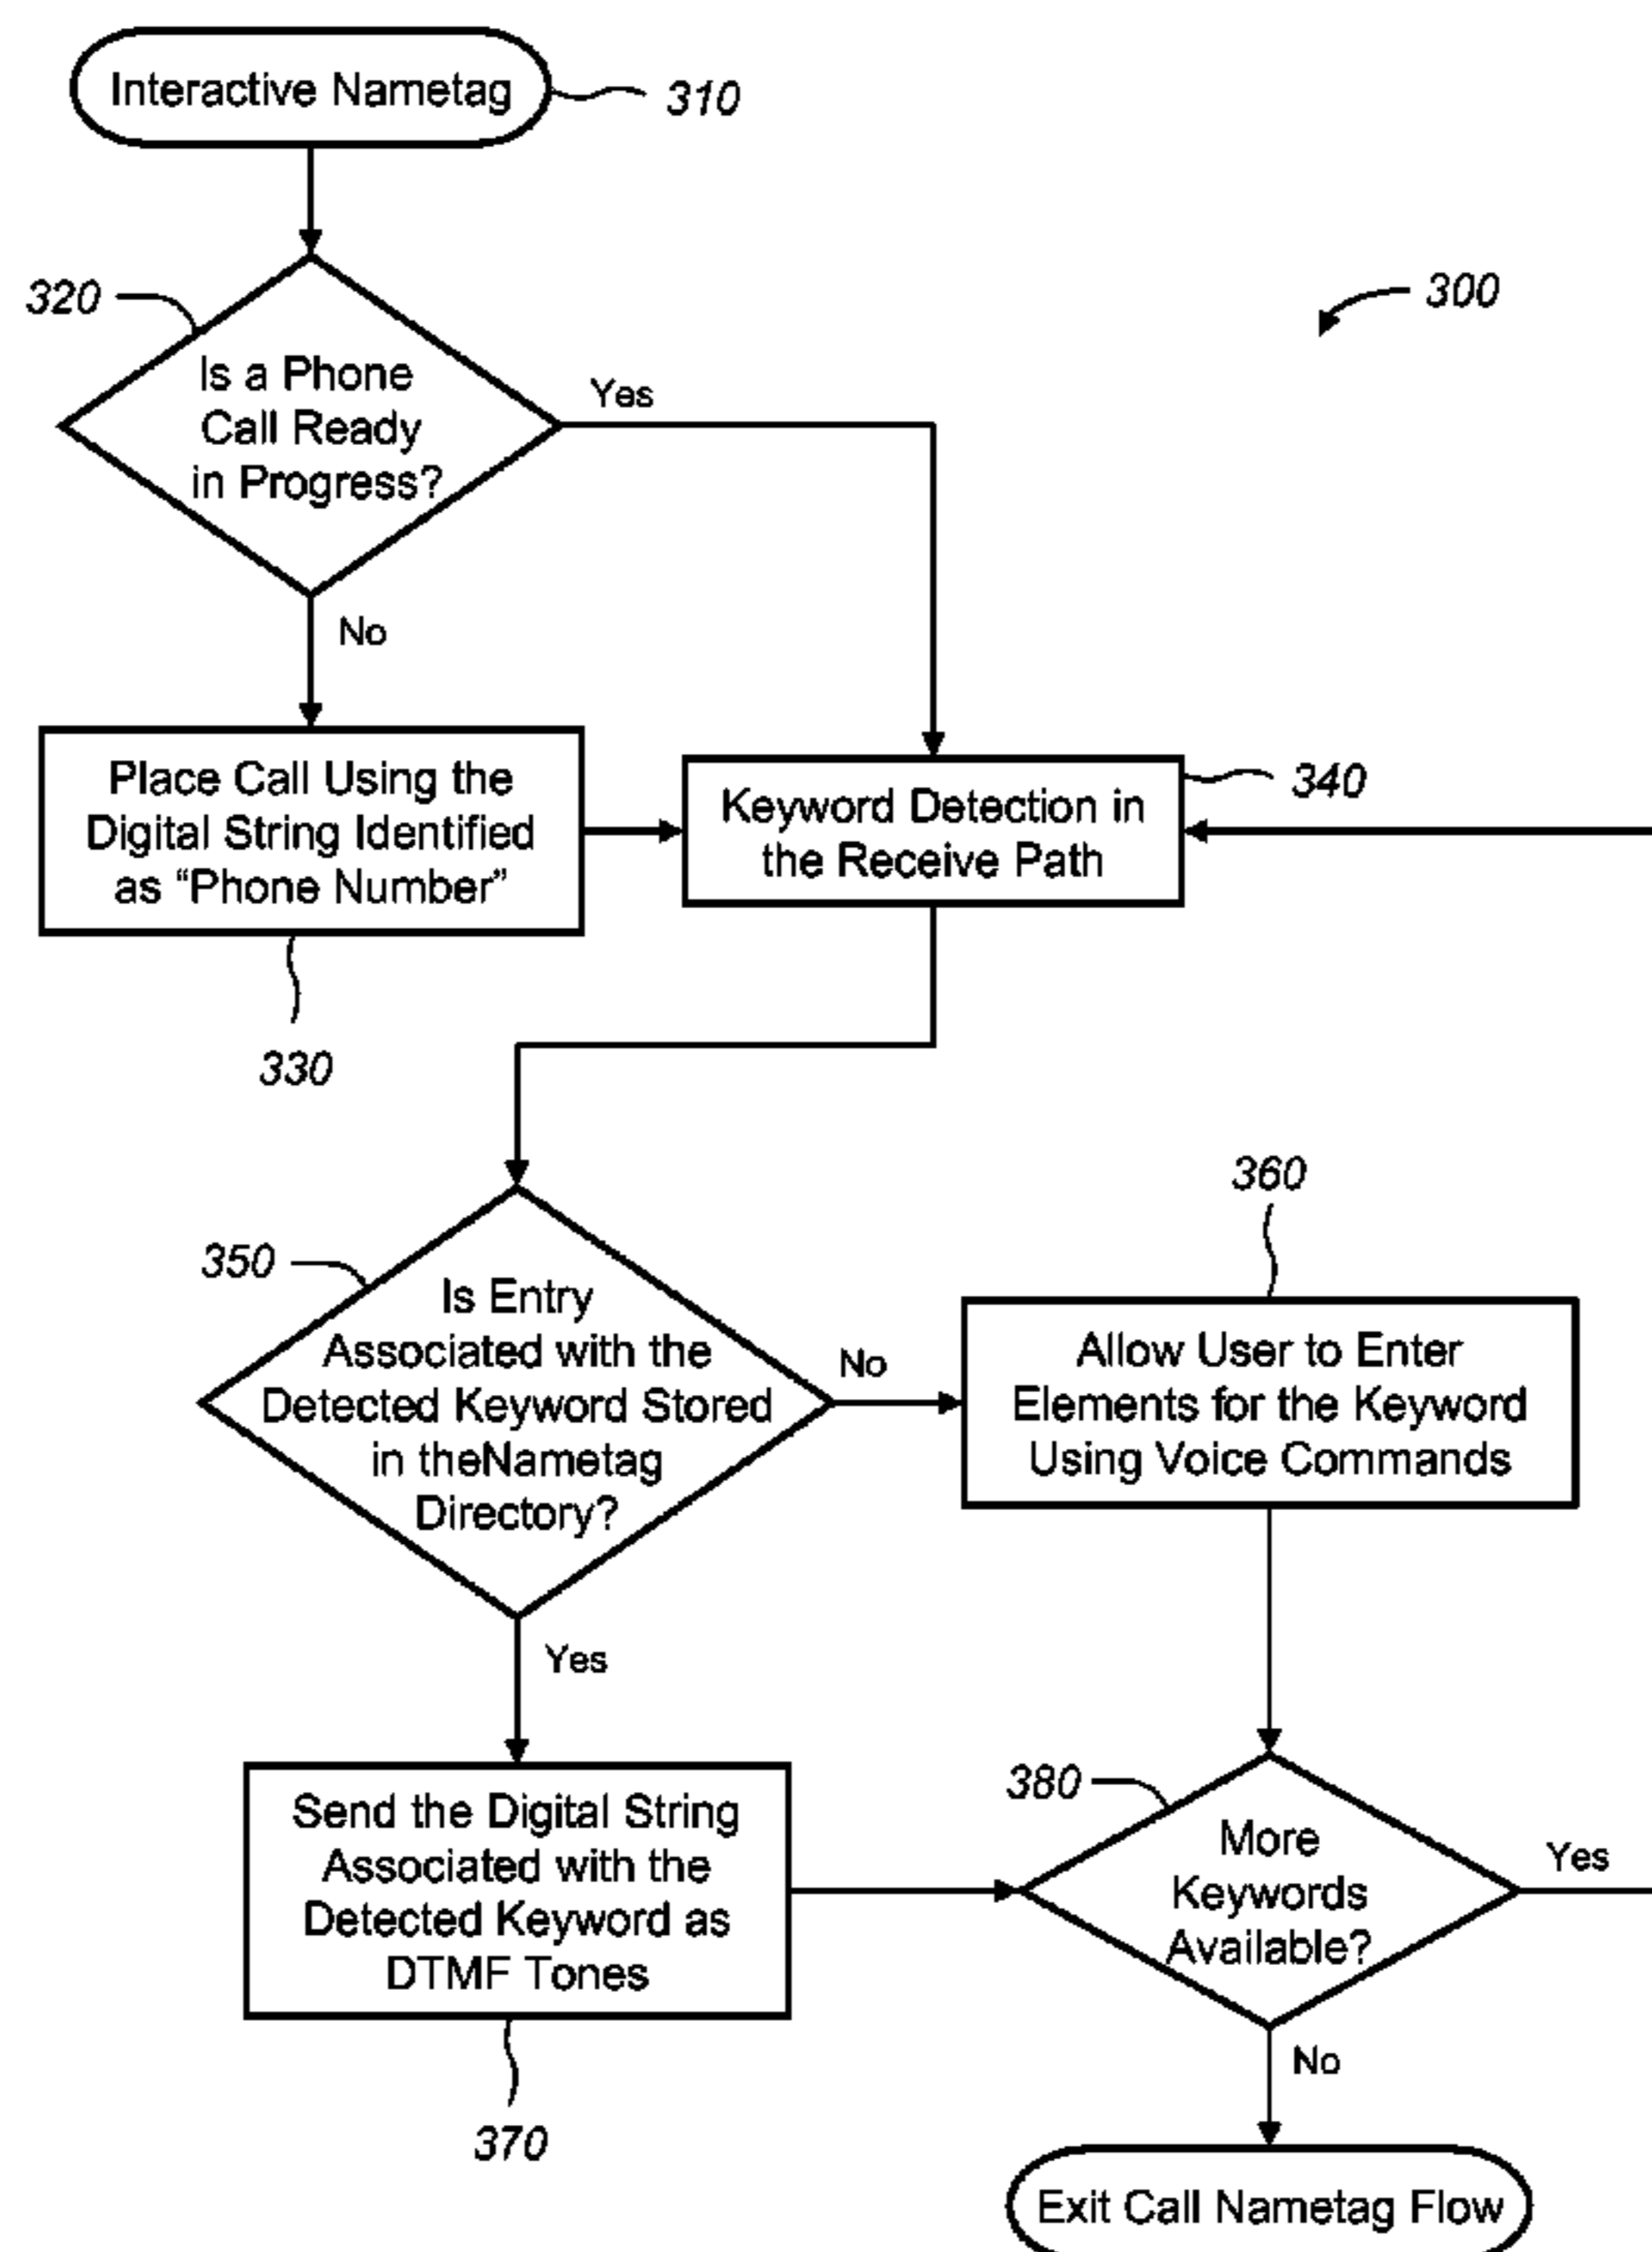 Interactive Nametag
310
320
300
Is a Phone
Call Ready
in Progress?
Yes
No
Place Call Using the
Digital String Identified
as “Phone Number”
330
Keyword Detection in
the Receive Path
340
350
Is Entry
Associated with the
Detected Keyword Stored
in theNametag
Directory?
No
Yes
360
Allow User to Enter
Elements for the Keyword
Using Voice Commands
Send the Digital String
Associated with the
Detected Keyword as
DTMF Tones
370
380
More
Keywords
Available?
Yes
No
Exit Call Nametag Flow